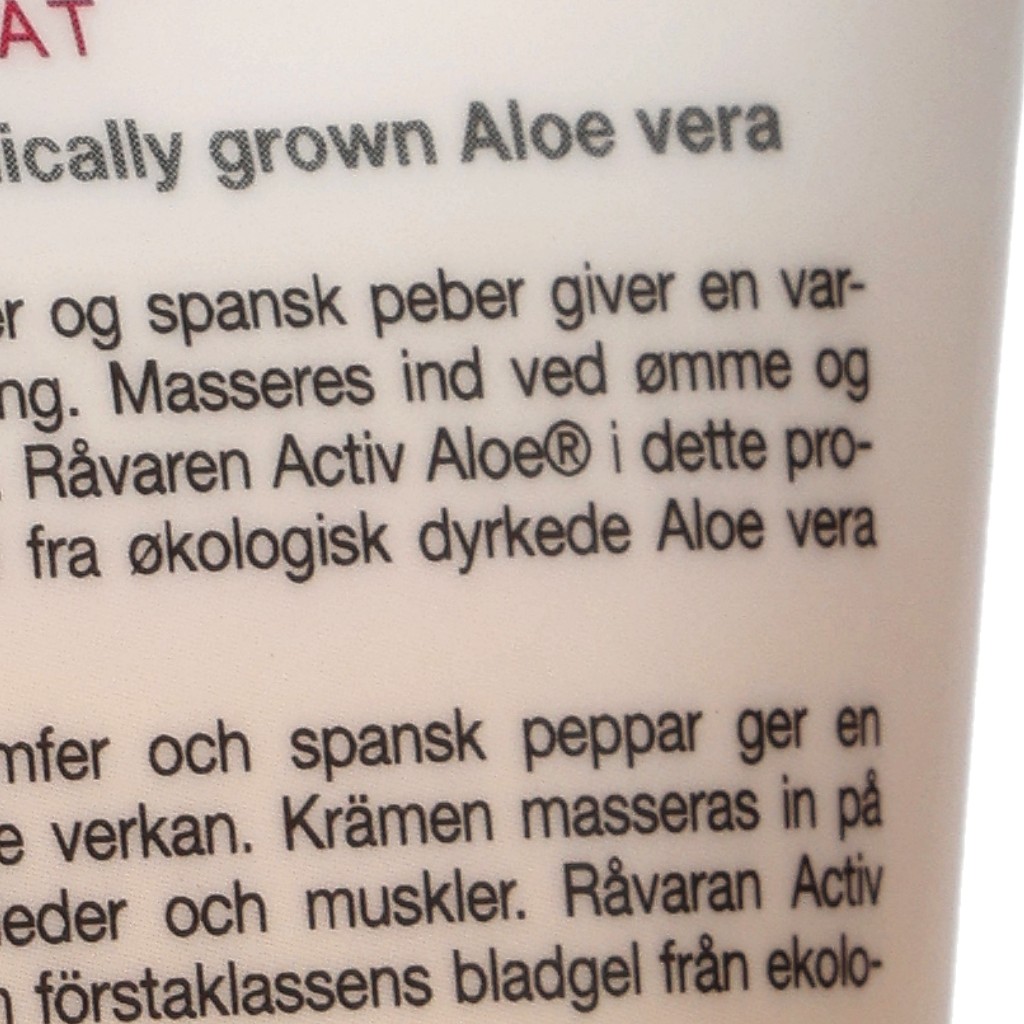 AT
ically grown Aloe vera
er og spansk peber giver en var-
ng. Masseres ind ved ømme og
Råvaren Activ Aloe® i dette pro-
fra økologisk dyrkede Aloe vera
mfer och spansk peppar ger en
e verkan. Krämen masseras in på
eder och muskler. Råvaran Activ
förstaklassens bladgel från ekolo-